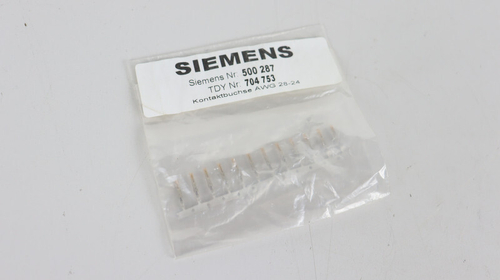 SIEMENS
Siemens Nr. 500 287
TDY Nr. 704 753
Kontaktbuchse AWG 26-24